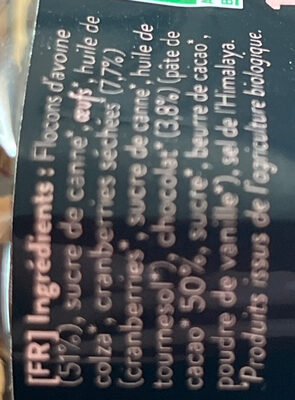 [FR] Ingrédients : Flocons d'avoine
(51%), sucre de canne*, œufs*, huile de
colza*, cranberries séchées (7,7%)
(cranberries*, sucre de canne*, huile de
tournesol*), chocolat* (3,8%) (pâte de
cacao* 50%, sucre*, beurre de cacao*,
poudre de vanille*), sel de l'Himalaya.
*Produits issus de l'agriculture biologique.